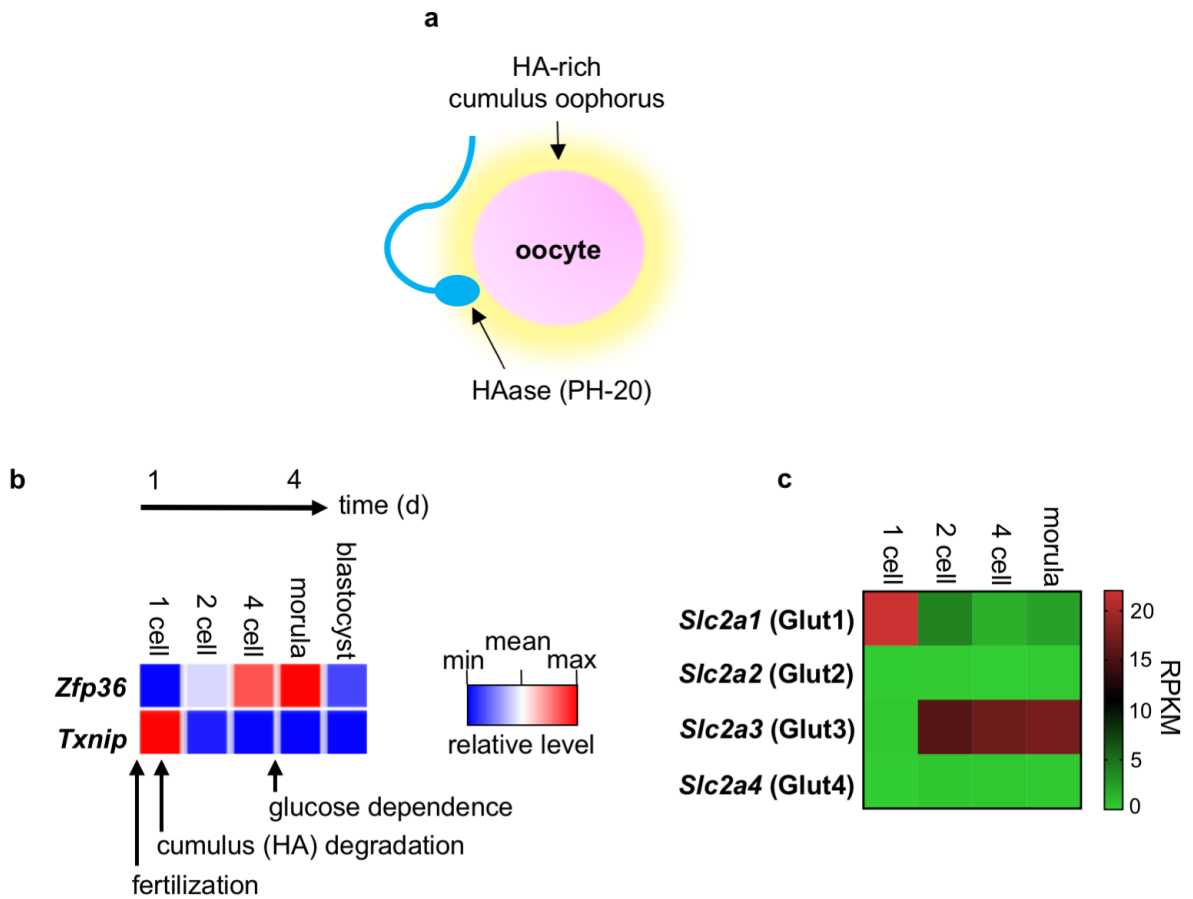 a
HA-rich
cumulus oophorus
oocyte
HAase (PH-20)
b
1 4
time (d)
1 cell
2 cell
4 cell
morula
blastocyst
Zfp36
Txnip
mean
min max
relative level
glucose dependence
cumulus (HA) degradation
fertilization
c
1 cell
2 cell
4 cell
morula
Slc2a1 (Glut1)
Slc2a2 (Glut2)
Slc2a3 (Glut3)
Slc2a4 (Glut4)
20
15
10
5
0
RPKM